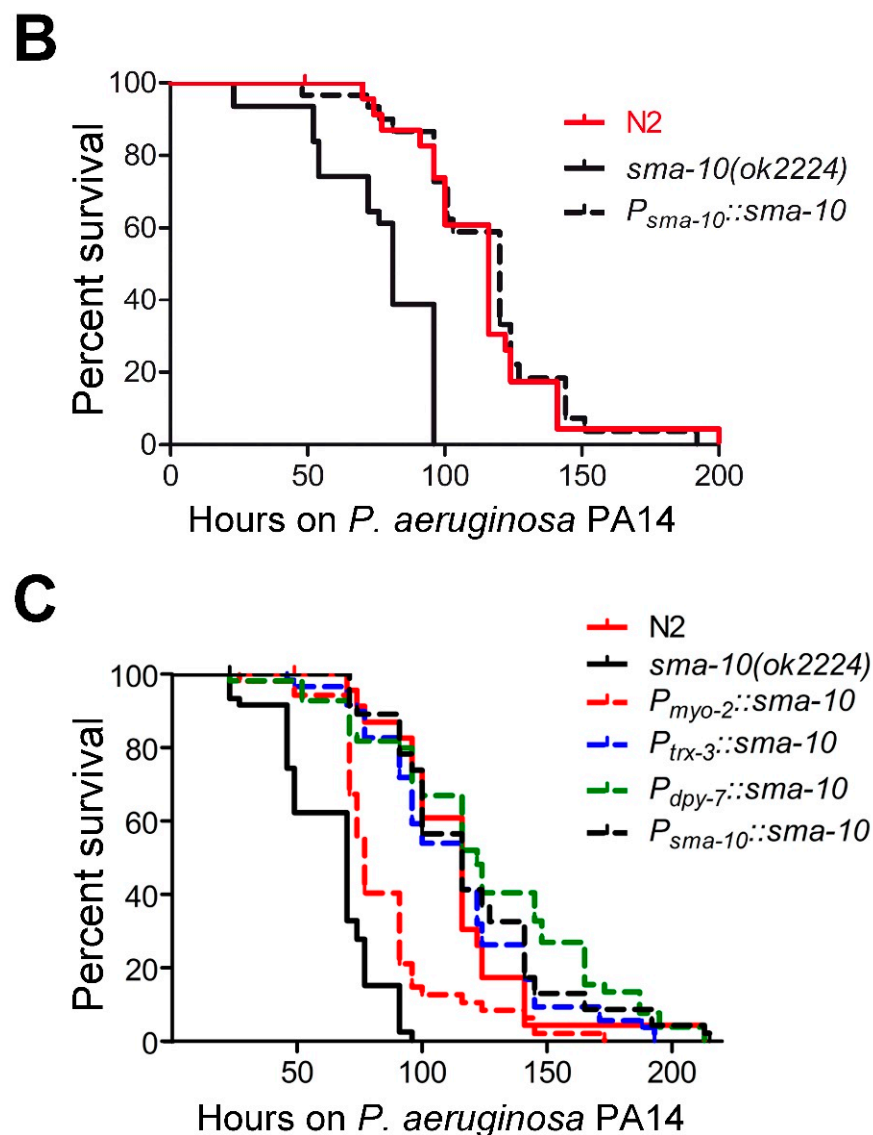 B
Percent survival
100
80
60
40
20
0
0 50 100 150 200
Hours on P. aeruginosa PA14
N2
sma-10(ok2224)
Psma-10::sma-10
C
Percent survival
100
80
60
40
20
0
50 100 150 200
Hours on P. aeruginosa PA14
N2
sma-10(ok2224)
Pmyo-2::sma-10
Ptrx-3::sma-10
Pdpy-7::sma-10
Psma-10::sma-10